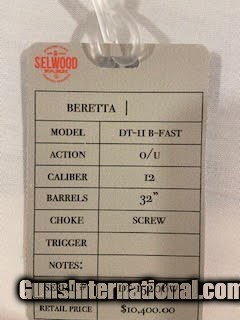 SELWOOD
FARM
BERETTA
MODEL DT-11 B-FAST
ACTION O/U
CALIBER 12
BARRELS 32"
CHOKE SCREW
TRIGGER
NOTES:
GunsInternational.com
RETAIL PRICE $10,400.00